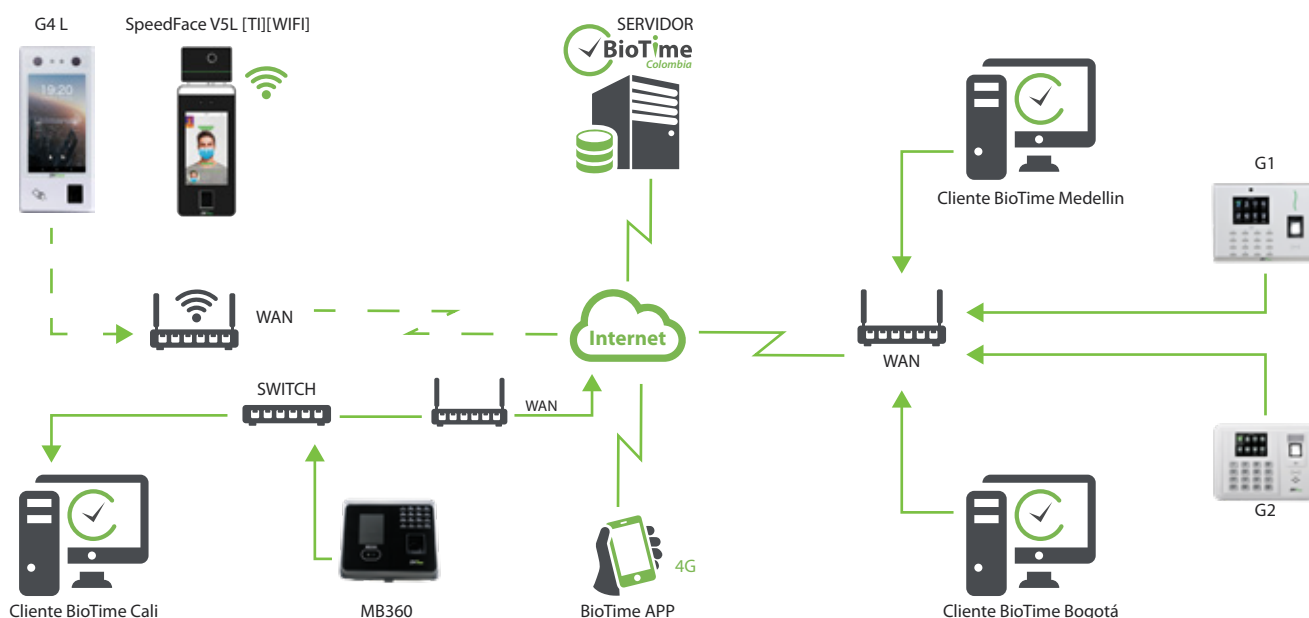 G4 L
SpeedFace V5L [TI][WIFI]
SERVIDOR
BioTime
Colombia
19:20
Cliente BioTime Medellin
G1
WAN
Internet
WAN
SWITCH
WAN
G2
4G
Cliente BioTime Cali
MB360
BioTime APP
Cliente BioTime Bogotá